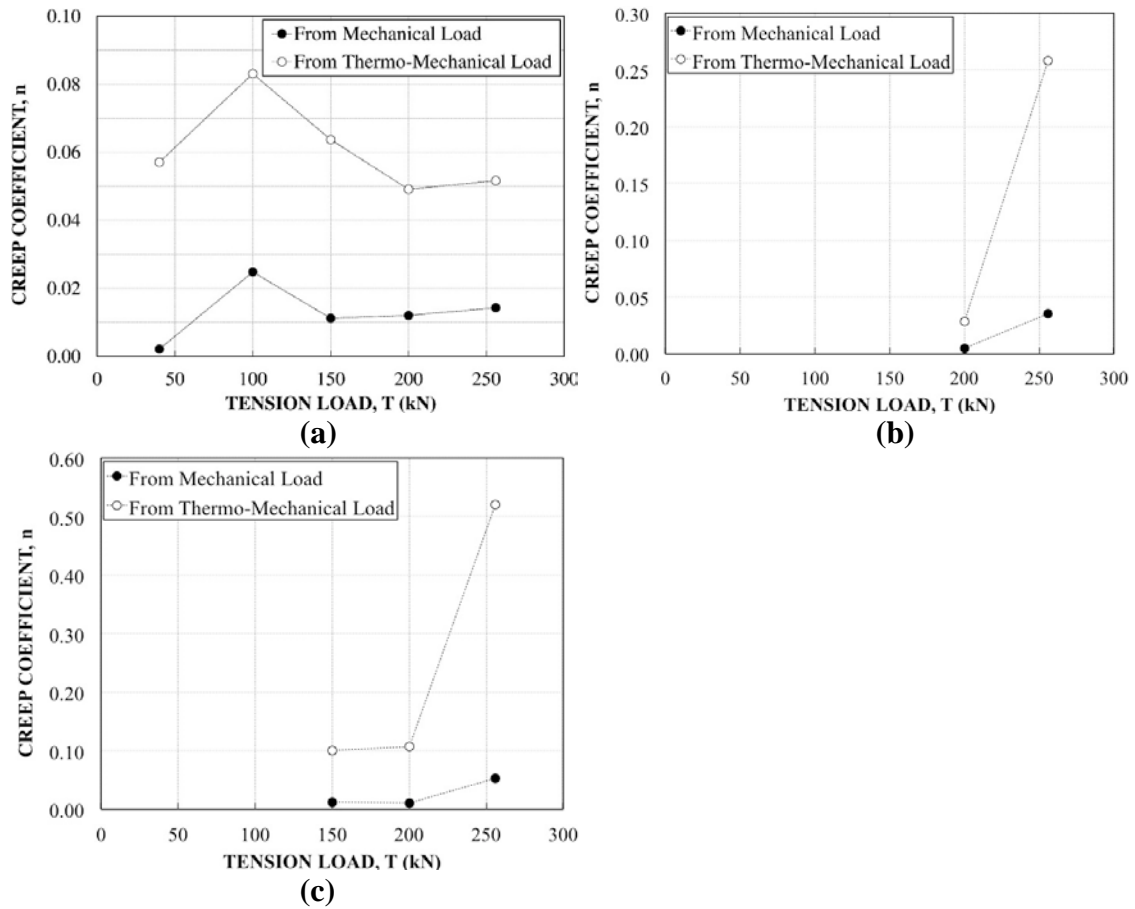 0.10
0.08
0.06
0.04
0.02
0.00
CREEP COEFFICIENT, n
From Mechanical Load
From Thermo-Mechanical Load
0 50 100 150 200 250 300
TENSION LOAD, T (kN)
(a)
0.30
0.25
0.20
0.15
0.10
0.05
0.00
CREEP COEFFICIENT, n
From Mechanical Load
From Thermo-Mechanical Load
0 50 100 150 200 250 300
TENSION LOAD, T (kN)
(b)
0.60
0.50
0.40
0.30
0.20
0.10
0.00
CREEP COEFFICIENT, n
From Mechanical Load
From Thermo-Mechanical Load
0 50 100 150 200 250 300
TENSION LOAD, T (kN)
(c)